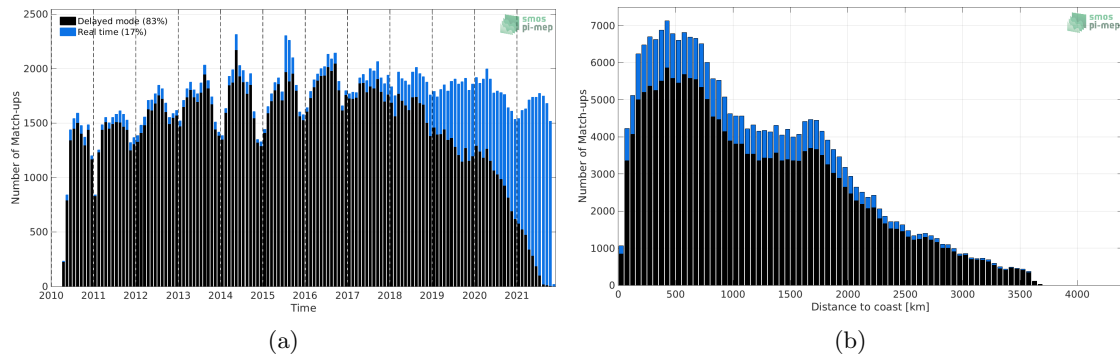 Delayed mode (83%)
Real time (17%)
smos
pi-mep
Number of Match-ups
2500
2000
1500
1000
500
0
2010 2011 2012 2013 2014 2015 2016 2017 2018 2019 2020 2021
Time
(a)
smos
pi-mep
Number of Match-ups
7000
6000
5000
4000
3000
2000
1000
0
0 500 1000 1500 2000 2500 3000 3500 4000
Distance to coast [km]
(b)